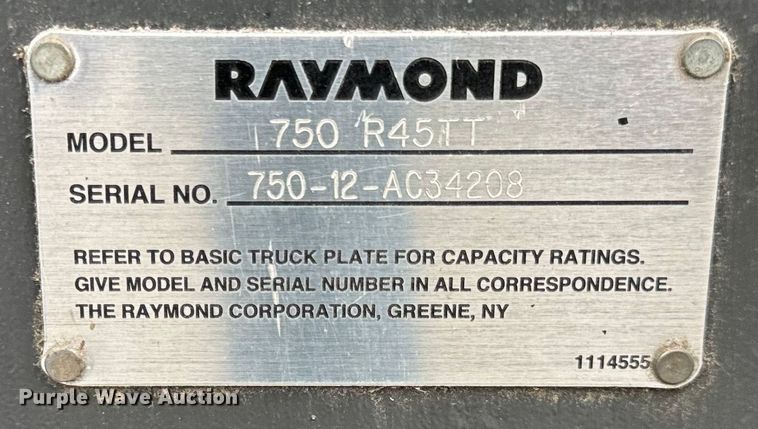 RAYMOND
MODEL 750 R45TT
SERIAL NO. 750-12-AC34208
REFER TO BASIC TRUCK PLATE FOR CAPACITY RATINGS.
GIVE MODEL AND SERIAL NUMBER IN ALL CORRESPONDENCE.
THE RAYMOND CORPORATION, GREENE, NY
1114555
Purple Wave Auction